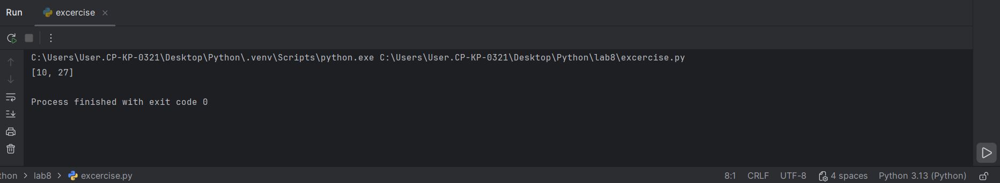 Run excercise
C:\Users\User.CP-KP-0321\Desktop\Python\.venv\Scripts\python.exe C:\Users\User.CP-KP-0321\Desktop\Python\lab8\excercise.py
[10, 27]
Process finished with exit code 0
thon > lab8 > excercise.py 8:1 CRLF UTF-8 4 spaces Python 3.13 (Python)